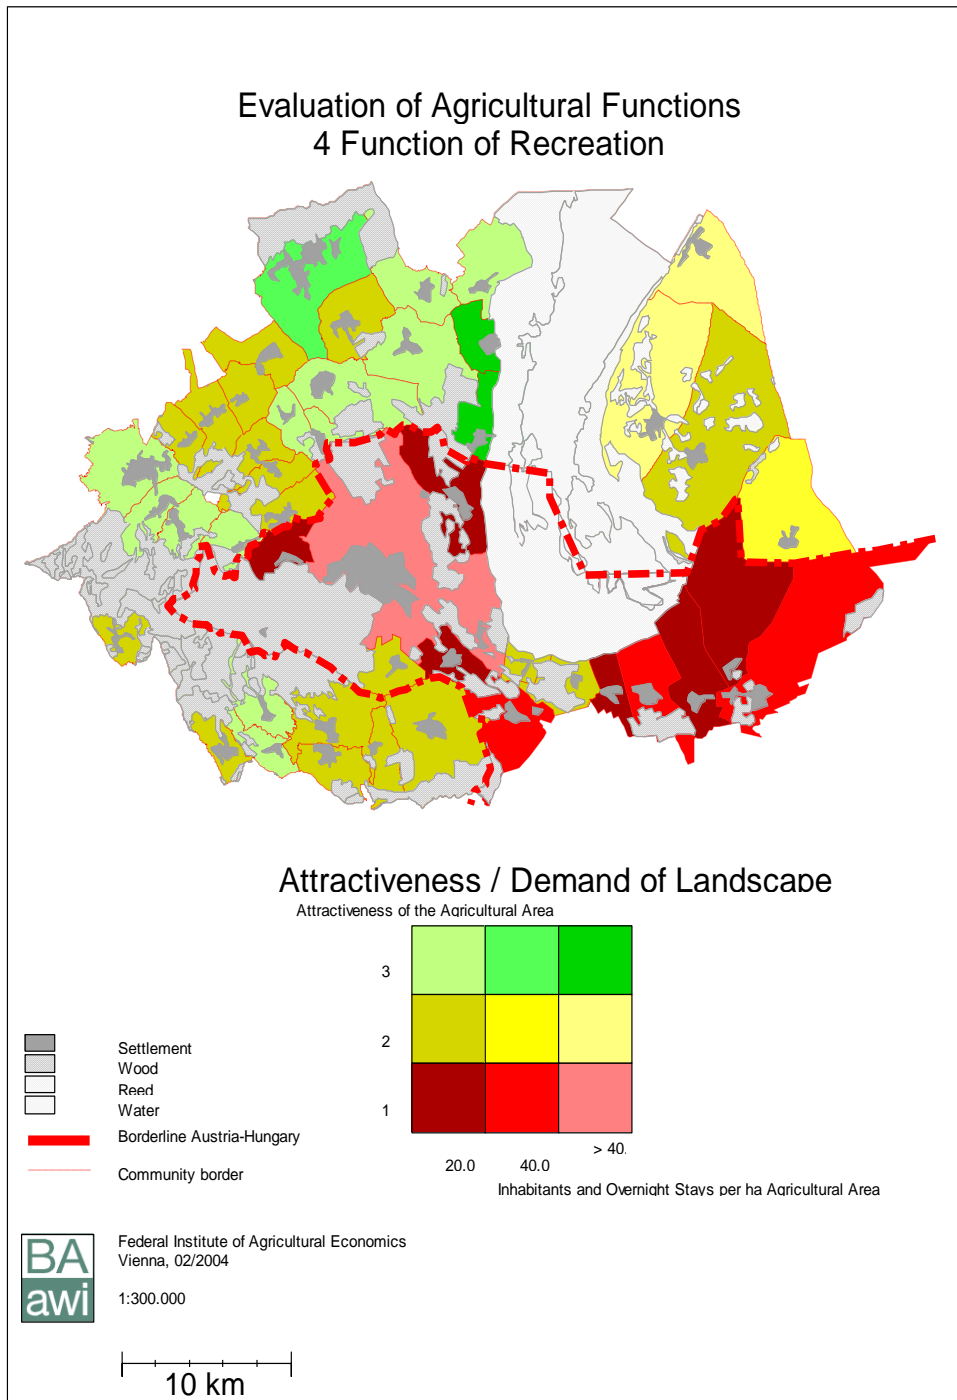 Evaluation of Agricultural Functions
4 Function of Recreation
Attractiveness / Demand of Landscape
Attractiveness of the Agricultural Area
3
2
1
> 40.
20.0
40.0
Inhabitants and Overnight Stays per ha Agricultural Area
Settlement
Wood
Reed
Water
Borderline Austria-Hungary
Community border
BA
awi
Federal Institute of Agricultural Economics
Vienna, 02/2004
1:300.000
10 km